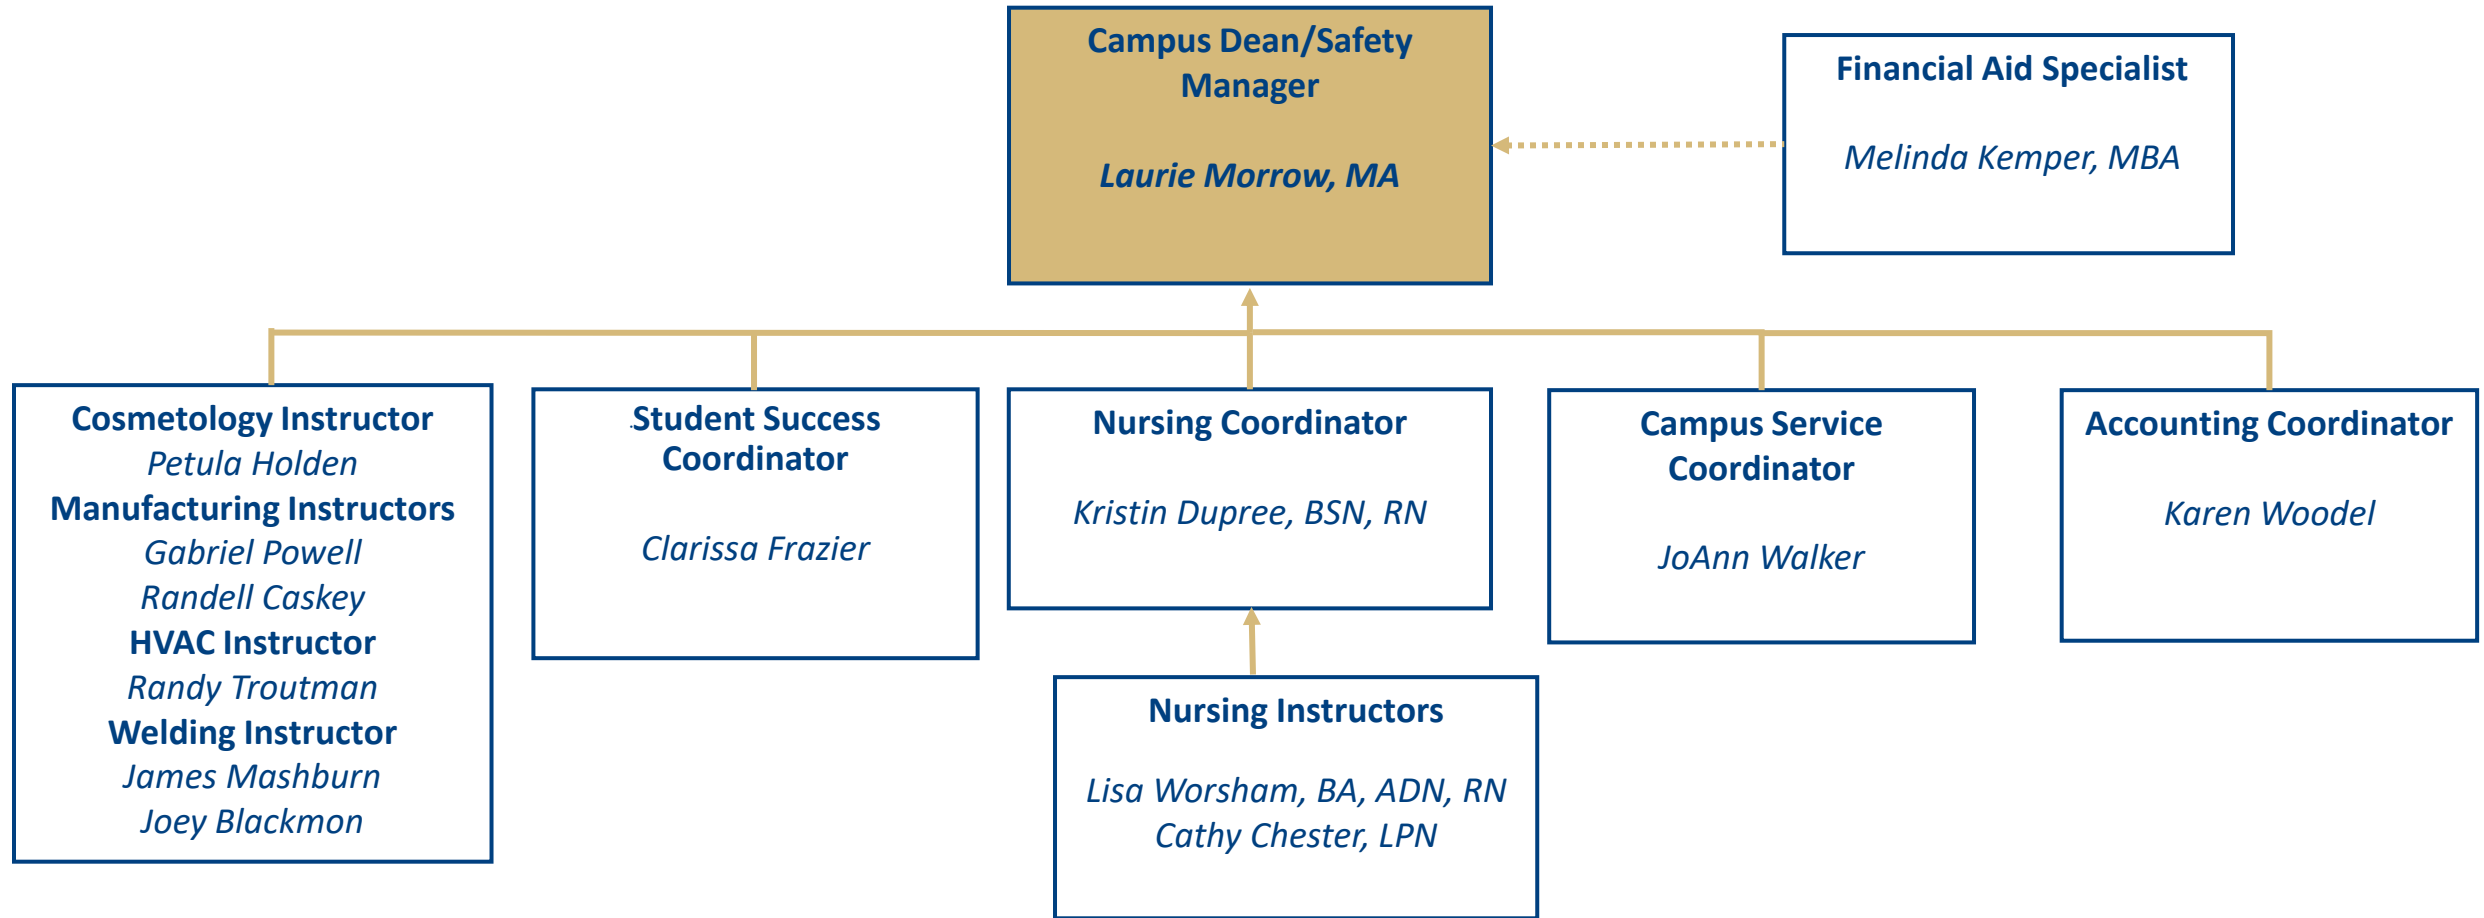 Campus Dean/Safety
Manager
Laurie Morrow, MA
Financial Aid Specialist
Melinda Kemper, MBA
Cosmetology Instructor
Petula Holden
Manufacturing Instructors
Gabriel Powell
Randell Caskey
HVAC Instructor
Randy Troutman
Welding Instructor
James Mashburn
Joey Blackmon
Student Success
Coordinator
Clarissa Frazier
Nursing Coordinator
Kristin Dupree, BSN, RN
Campus Service
Coordinator
JoAnn Walker
Accounting Coordinator
Karen Woodel
Nursing Instructors
Lisa Worsham, BA, ADN, RN
Cathy Chester, LPN